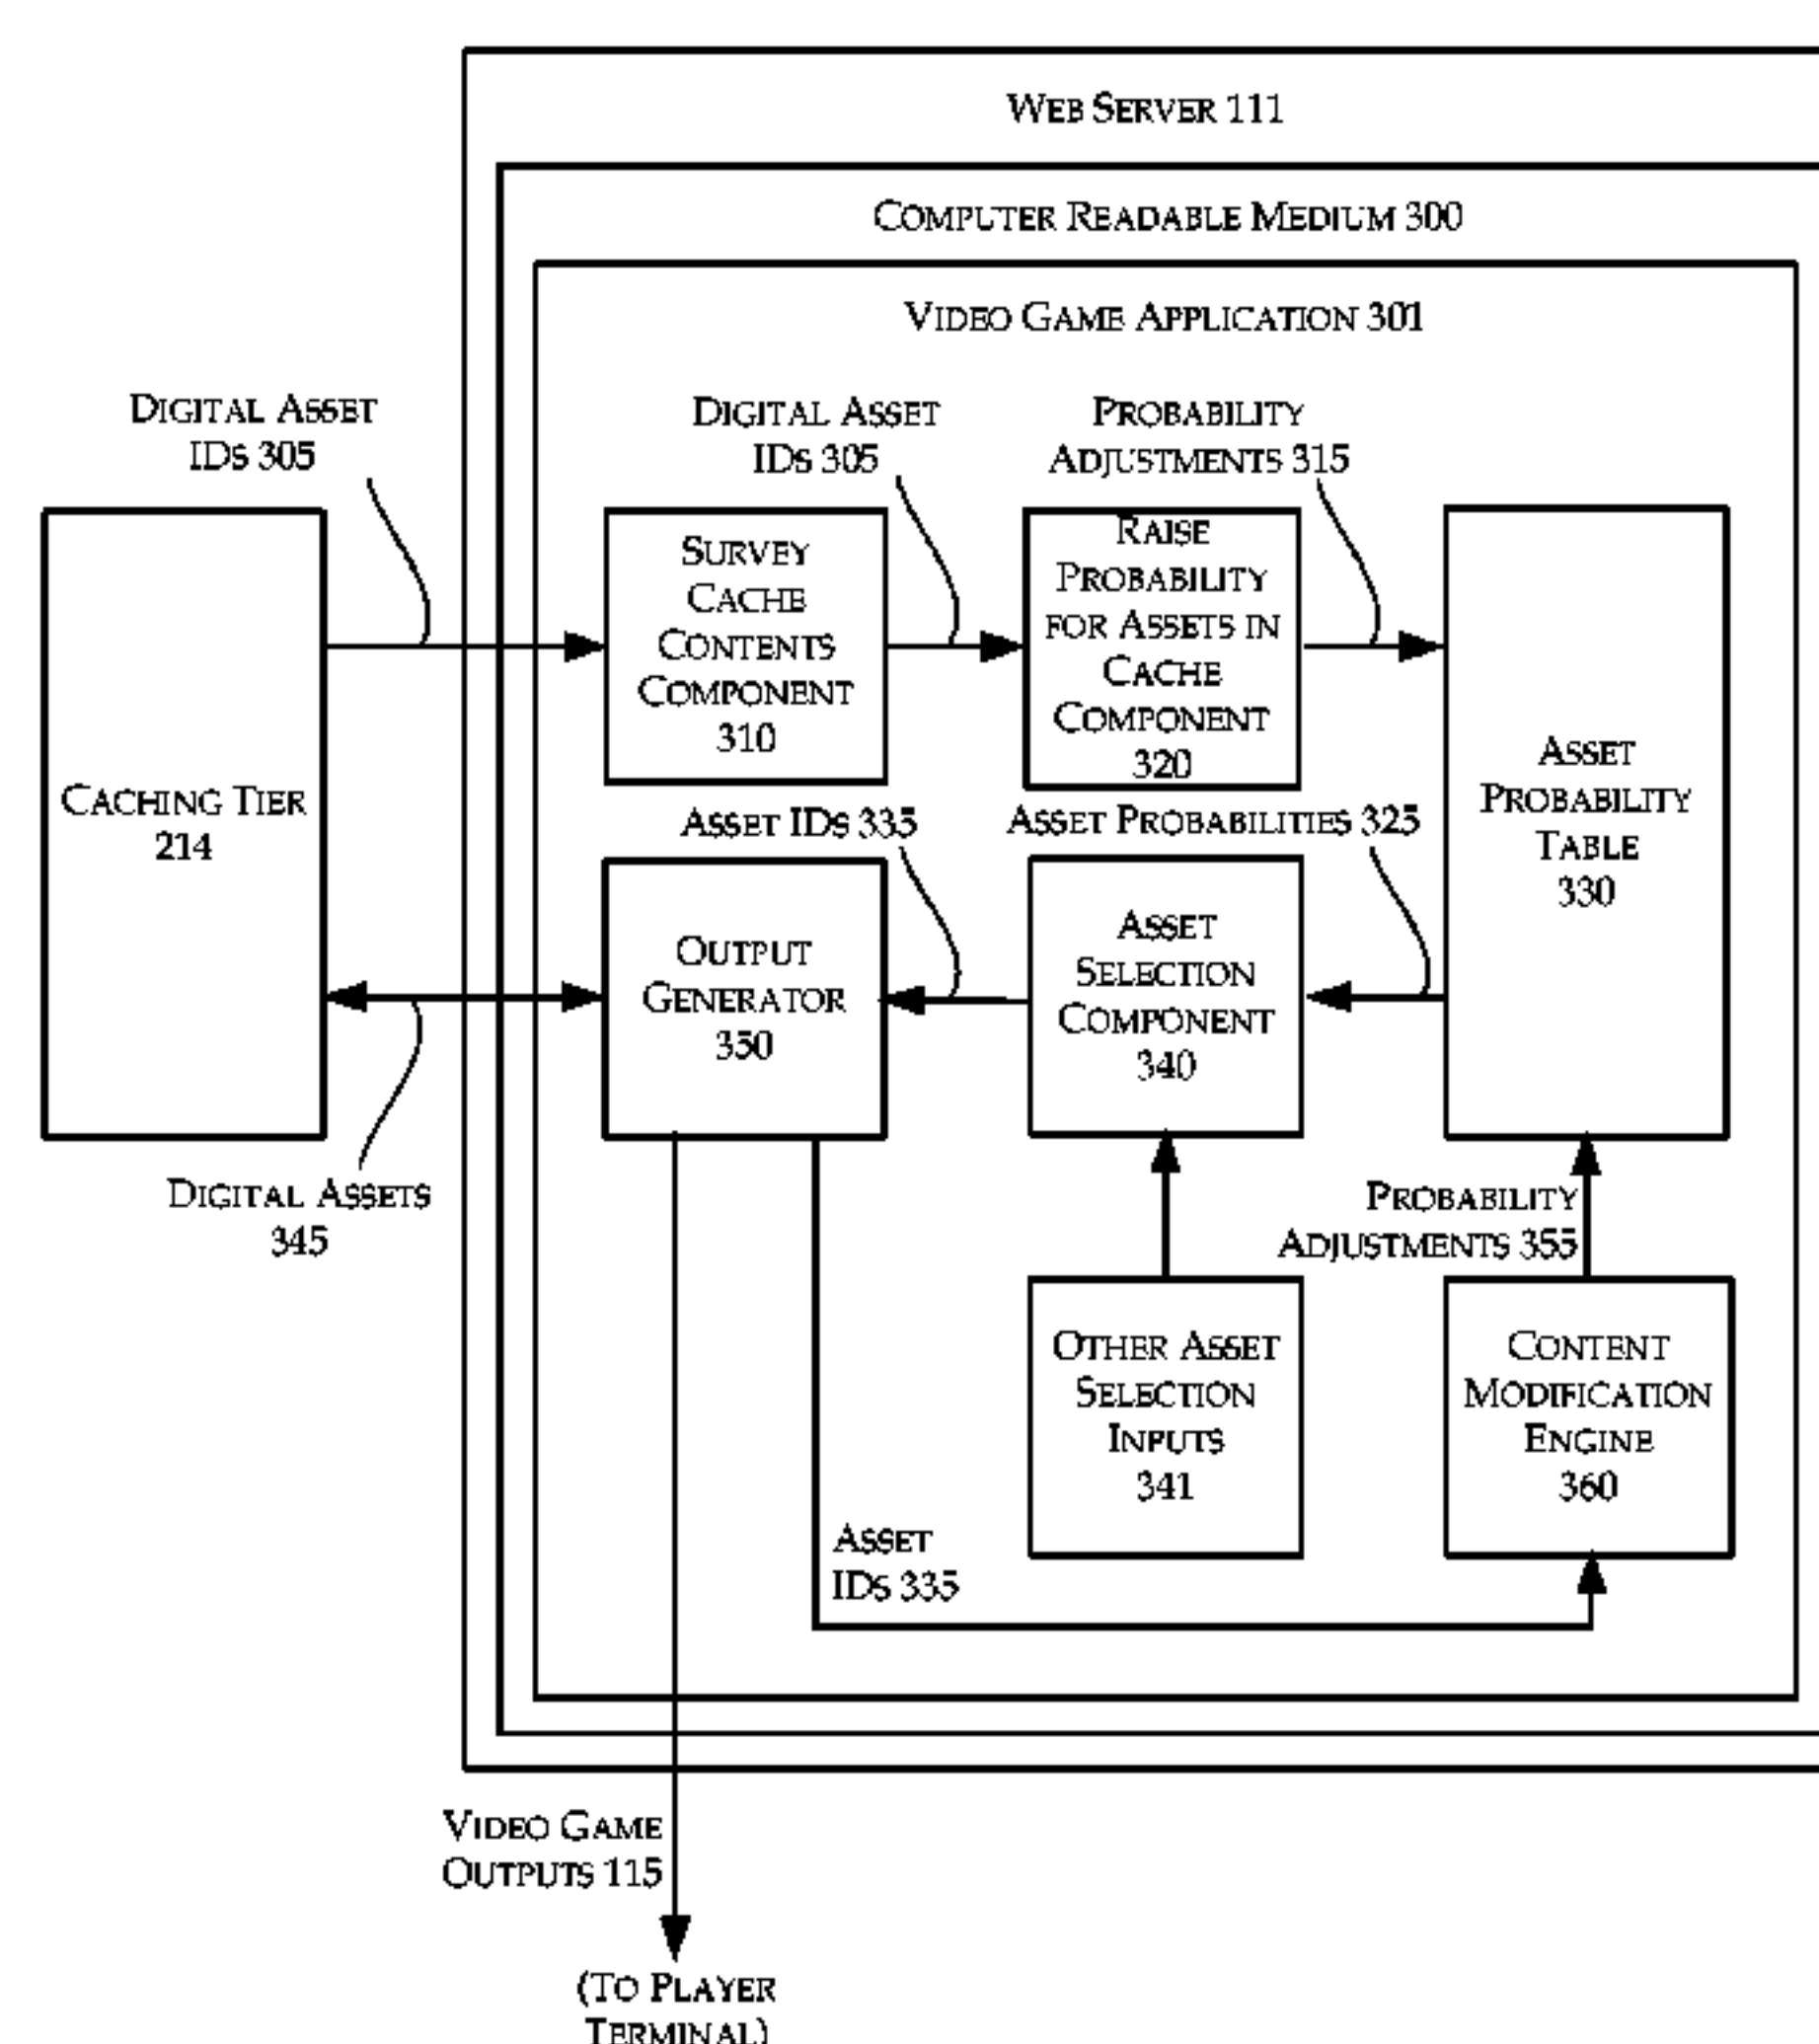 WEB SERVER 111
COMPUTER READABLE MEDIUM 300
VIDEO GAME APPLICATION 301
DIGITAL ASSET
IDS 305
DIGITAL ASSET
IDS 305
PROBABILITY
ADJUSTMENTS 315
CACHING TIER
214
SURVEY
CACHE
CONTENTS
COMPONENT
310
RAISE
PROBABILITY
FOR ASSETS IN
CACHE
COMPONENT
320
ASSET
PROBABILITY
TABLE
330
ASSET IDS 335
ASSET PROBABILITIES 325
OUTPUT
GENERATOR
350
ASSET
SELECTION
COMPONENT
340
DIGITAL ASSETS
345
PROBABILITY
ADJUSTMENTS 355
OTHER ASSET
SELECTION
INPUTS
341
CONTENT
MODIFICATION
ENGINE
360
ASSET
IDS 335
VIDEO GAME
OUTPUTS 115
(TO PLAYER
TERMINAL)